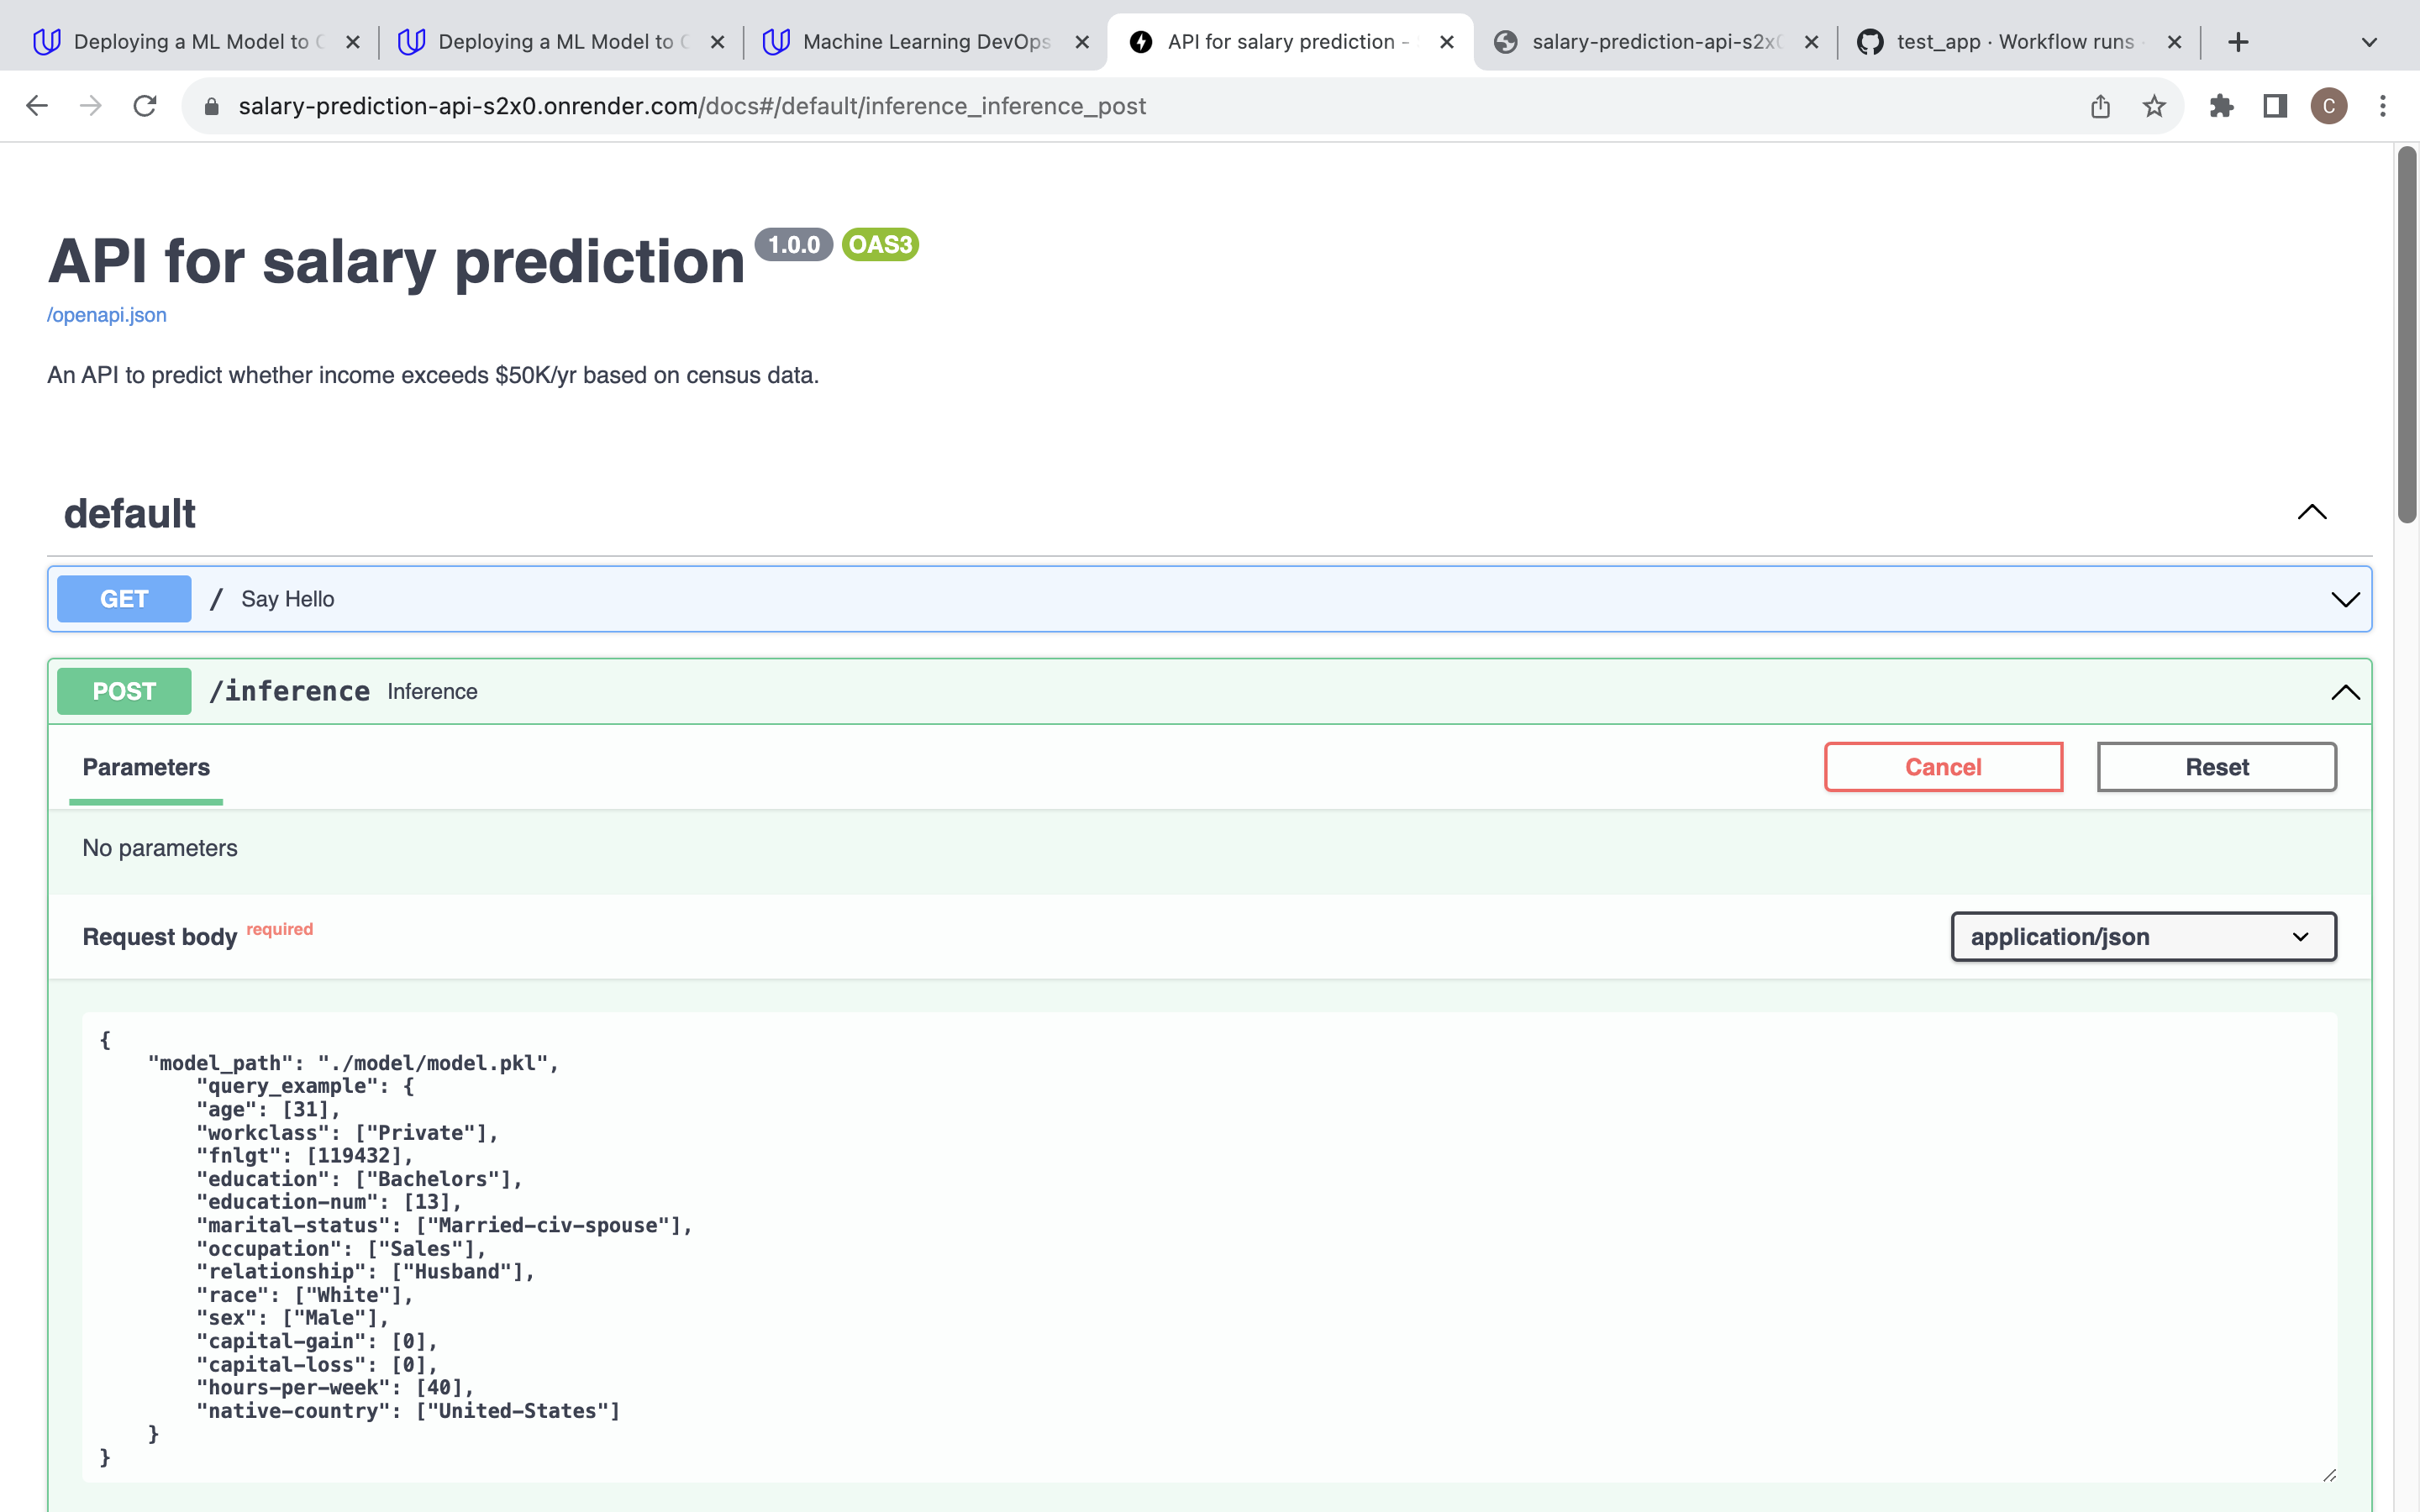 Deploying a ML Model to
Deploying a ML Model to
Machine Learning DevOps
API for salary prediction -
salary-prediction-api-s2x0
test_app · Workflow runs ·
salary-prediction-api-s2x0.onrender.com/docs#/default/inference_inference_post
C
API for salary prediction 1.0.0 OAS3
/openapi.json
An API to predict whether income exceeds $50K/yr based on census data.
default
GET / Say Hello
POST /inference Inference
Parameters
Cancel
Reset
No parameters
Request body required
application/json
{
    "model_path": "./model/model.pkl",
        "query_example": {
        "age": [31],
        "workclass": ["Private"],
        "fnlgt": [119432],
        "education": ["Bachelors"],
        "education-num": [13],
        "marital-status": ["Married-civ-spouse"],
        "occupation": ["Sales"],
        "relationship": ["Husband"],
        "race": ["White"],
        "sex": ["Male"],
        "capital-gain": [0],
        "capital-loss": [0],
        "hours-per-week": [40],
        "native-country": ["United-States"]
    }
}